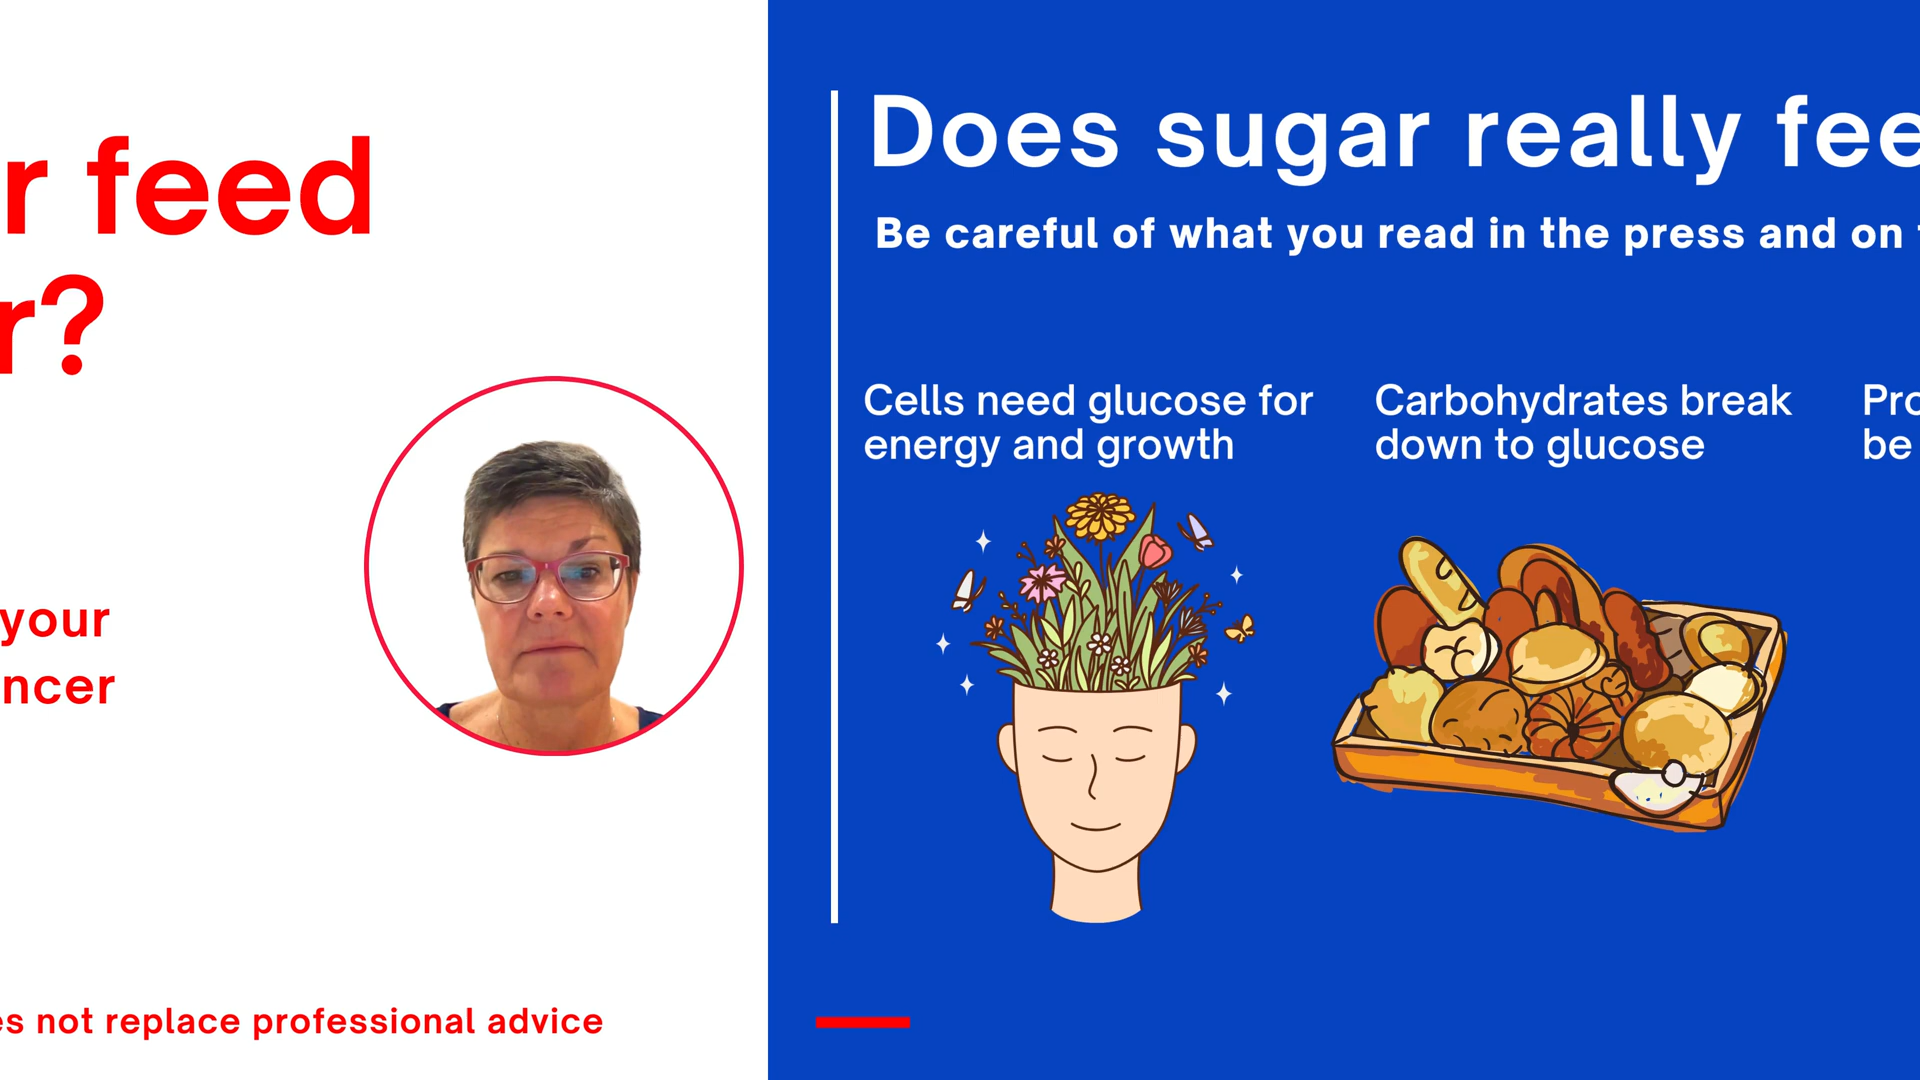 r feed
r?
your
ncer
es not replace professional advice
Does sugar really fee
Be careful of what you read in the press and on
Cells need glucose for
energy and growth
Carbohydrates break
down to glucose
Pro
be